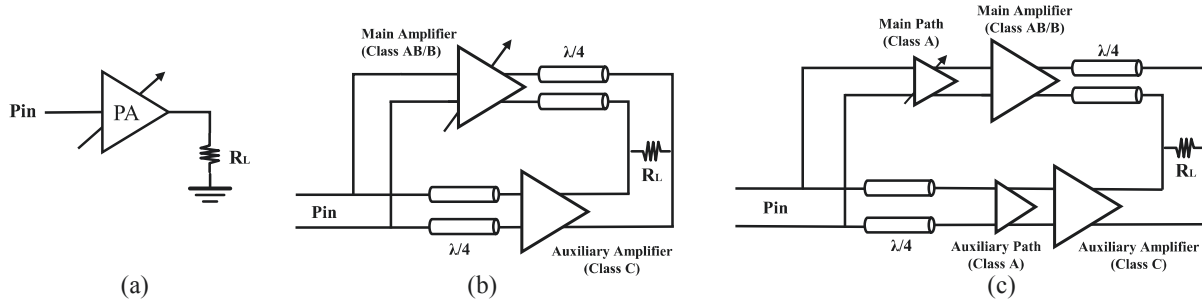 Pin
PA
RL
(a)
Main Amplifier
(Class AB/B)
λ/4
RL
Pin
λ/4
Auxiliary Amplifier
(Class C)
(b)
Main Path
(Class A)
Main Amplifier
(Class AB/B)
λ/4
RL
Pin
λ/4
Auxiliary Path
(Class A)
Auxiliary Amplifier
(Class C)
(c)